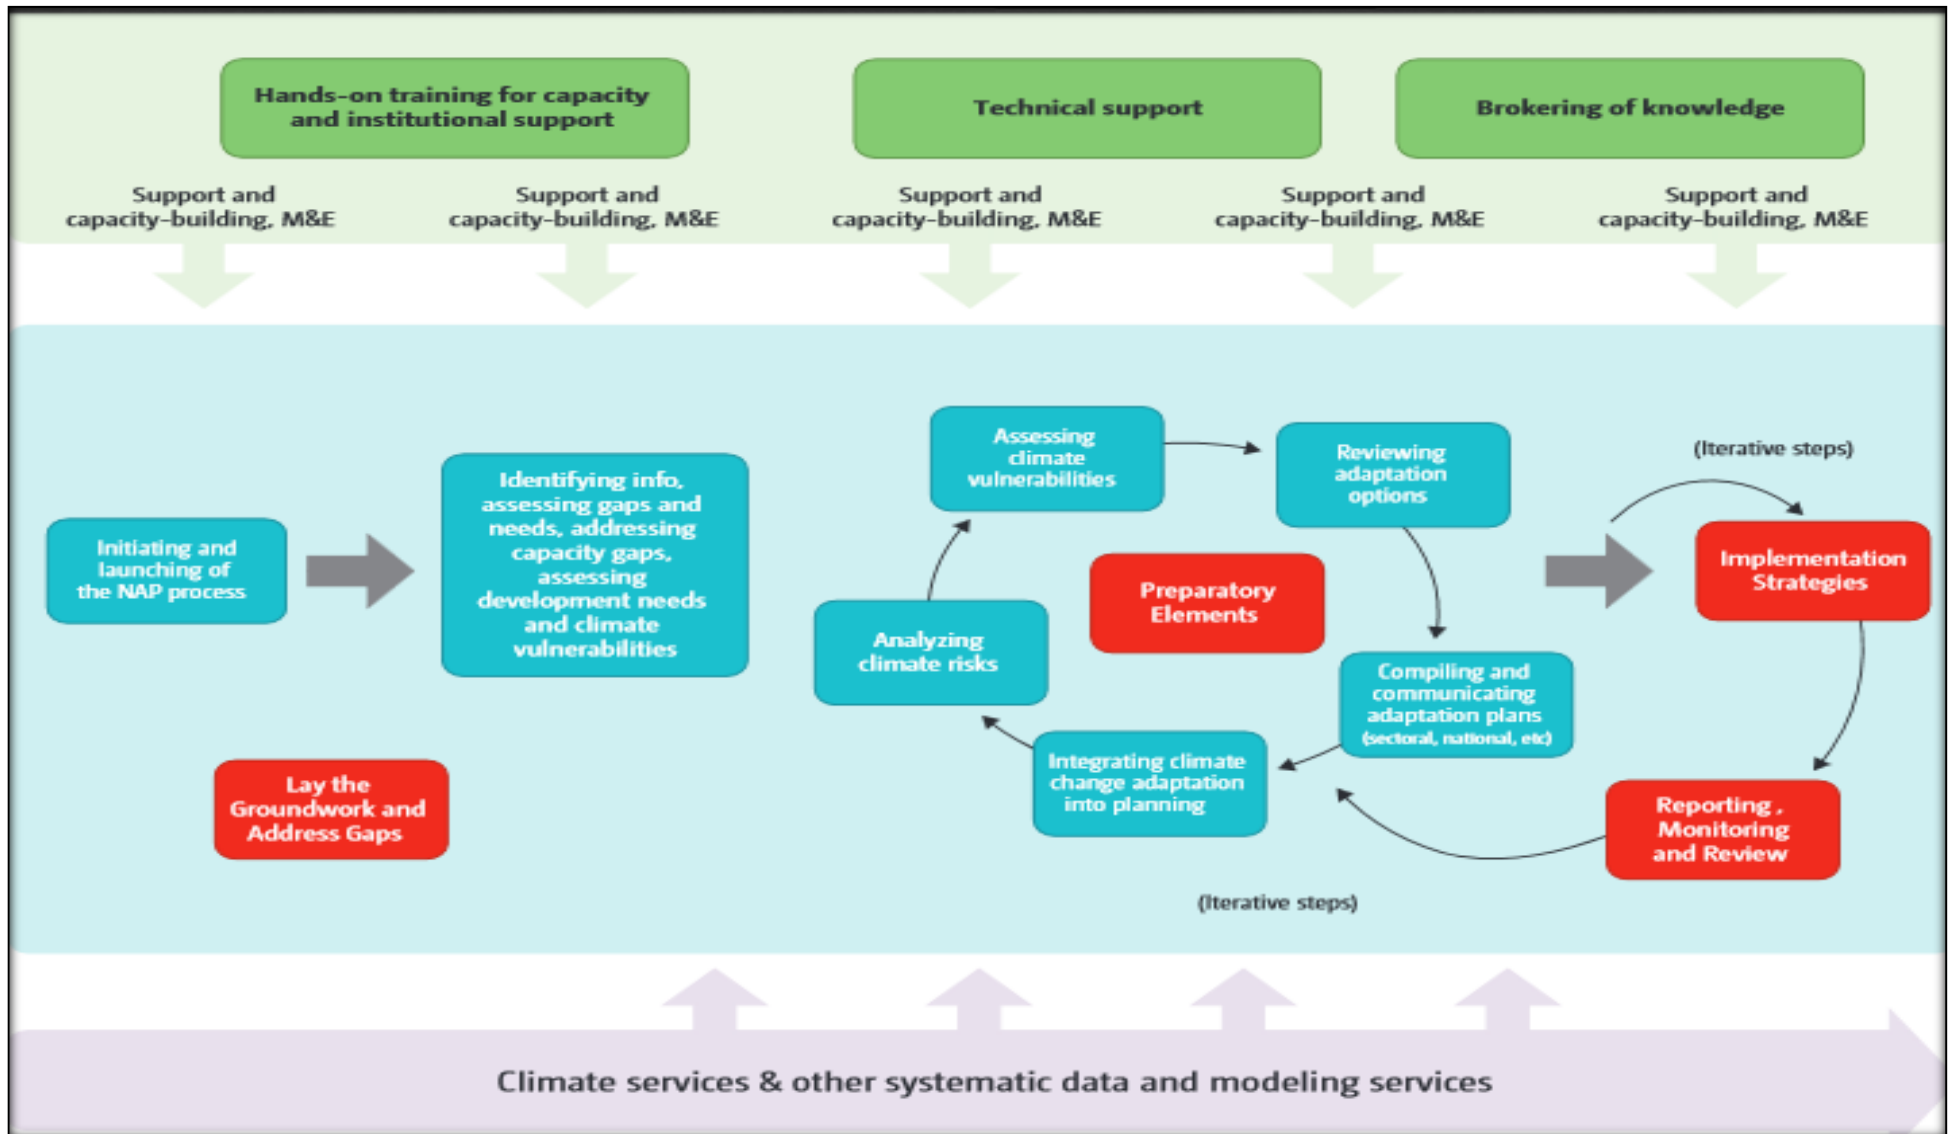 Hands-on training for capacity
and institutional support
Technical support
Brokering of knowledge
Support and
capacity-building, M&E
Support and
capacity-building, M&E
Support and
capacity-building, M&E
Support and
capacity-building, M&E
Support and
capacity-building, M&E
Initiating and
launching of
the NAP process
Identifying info,
assessing gaps and
needs, addressing
capacity gaps,
assessing
development needs
and climate
vulnerabilities
Lay the
Groundwork and
Address Gaps
Assessing
climate
vulnerabilities
Reviewing
adaptation
options
Preparatory
Elements
Analyzing
climate risks
Compiling and
communicating
adaptation plans
(sectoral, national, etc)
Integrating climate
change adaptation
into planning
(Iterative steps)
Implementation
Strategies
Reporting ,
Monitoring
and Review
(Iterative steps)
Climate services & other systematic data and modeling services